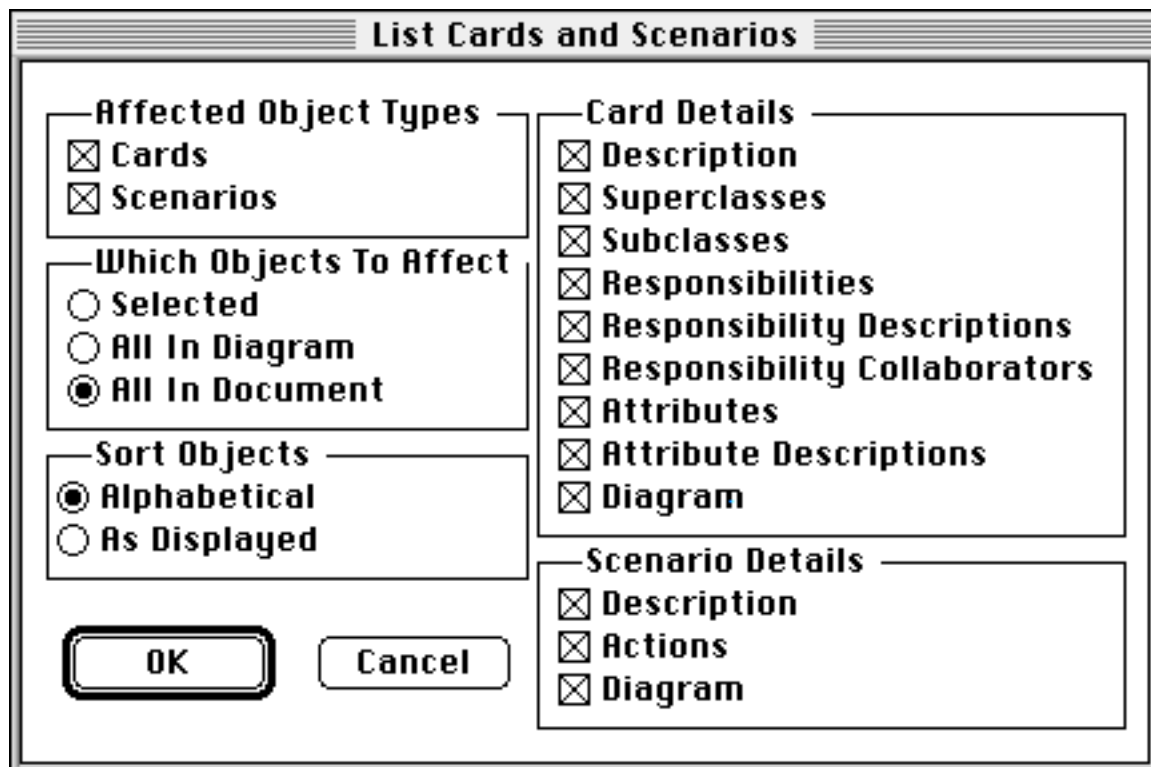 List Cards and Scenarios
Affected Object Types
Cards
Scenarios
Which Objects To Affect
Selected
All In Diagram
All In Document
Sort Objects
Alphabetical
As Displayed
OK
Cancel
Card Details
Description
Superclasses
Subclasses
Responsibilities
Responsibility Descriptions
Responsibility Collaborators
Attributes
Attribute Descriptions
Diagram
Scenario Details
Description
Actions
Diagram